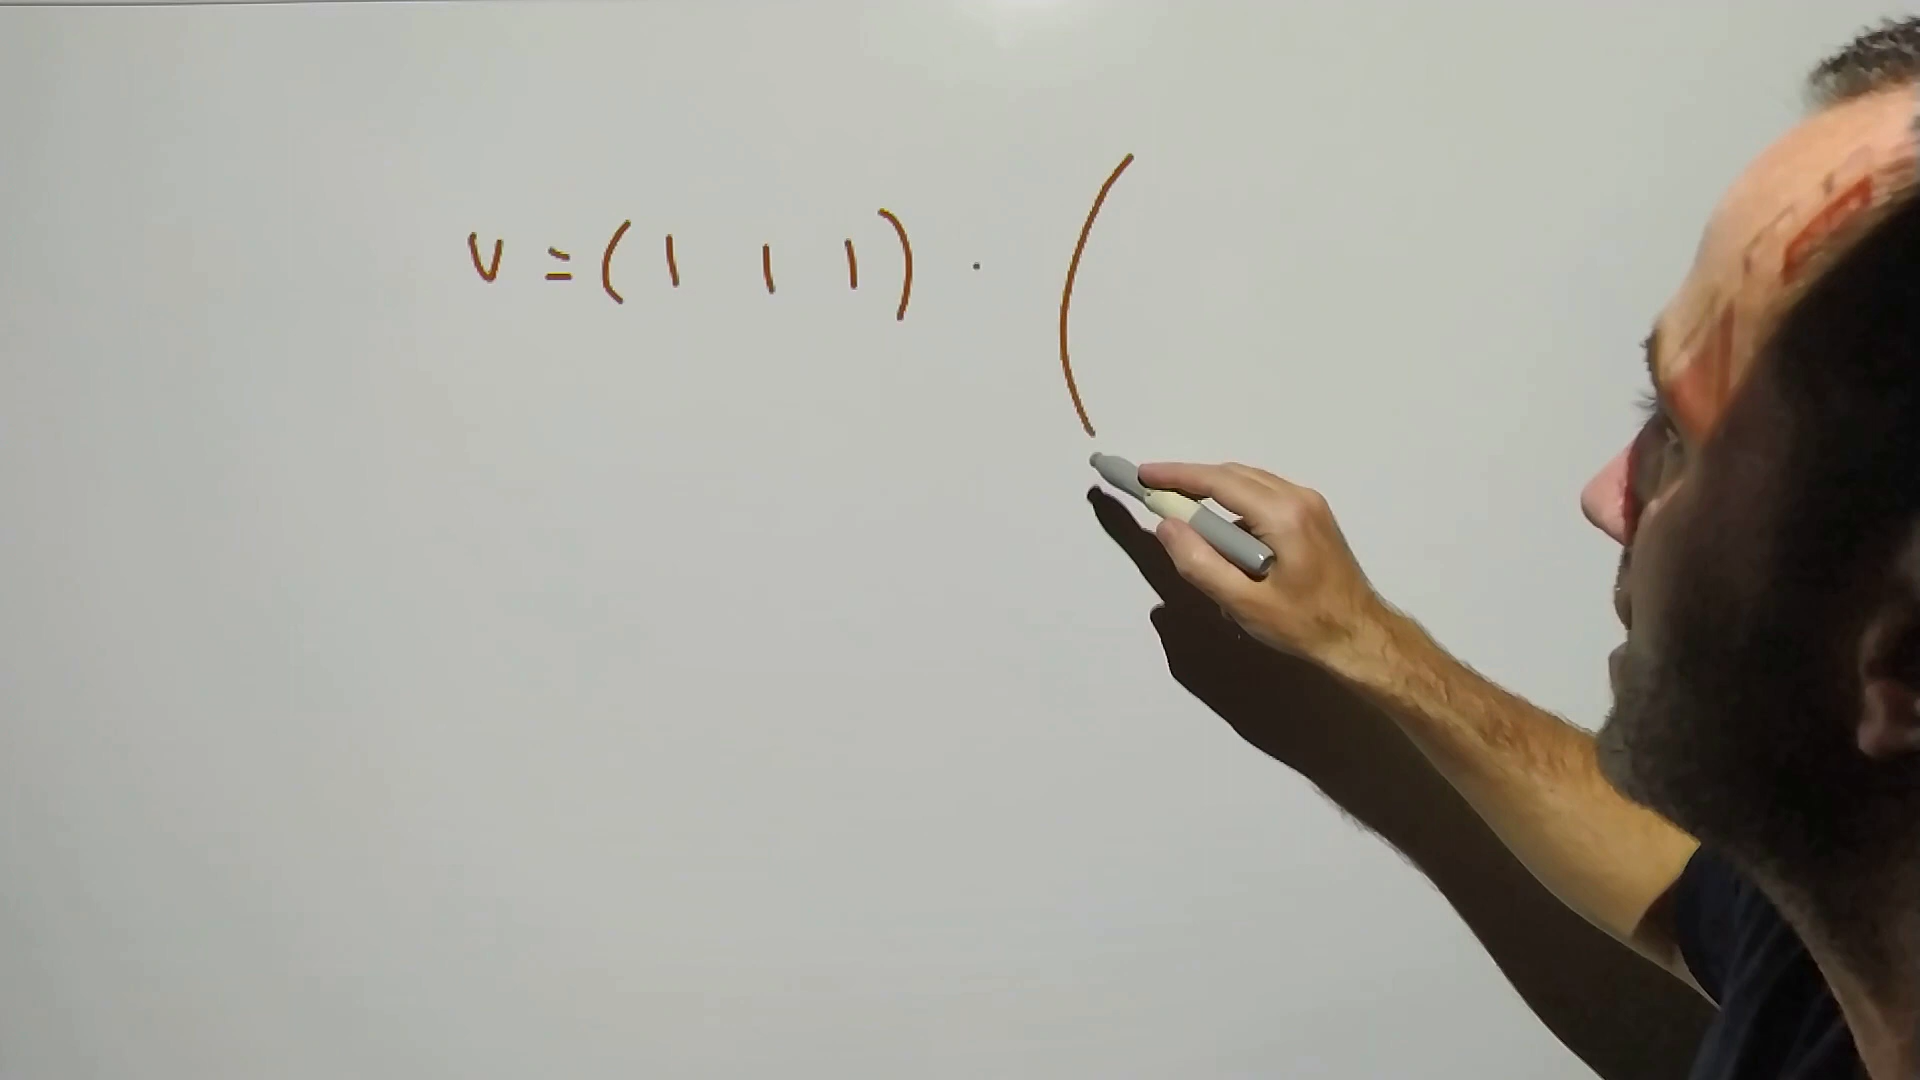 v = ( 1 1 1 ) · (